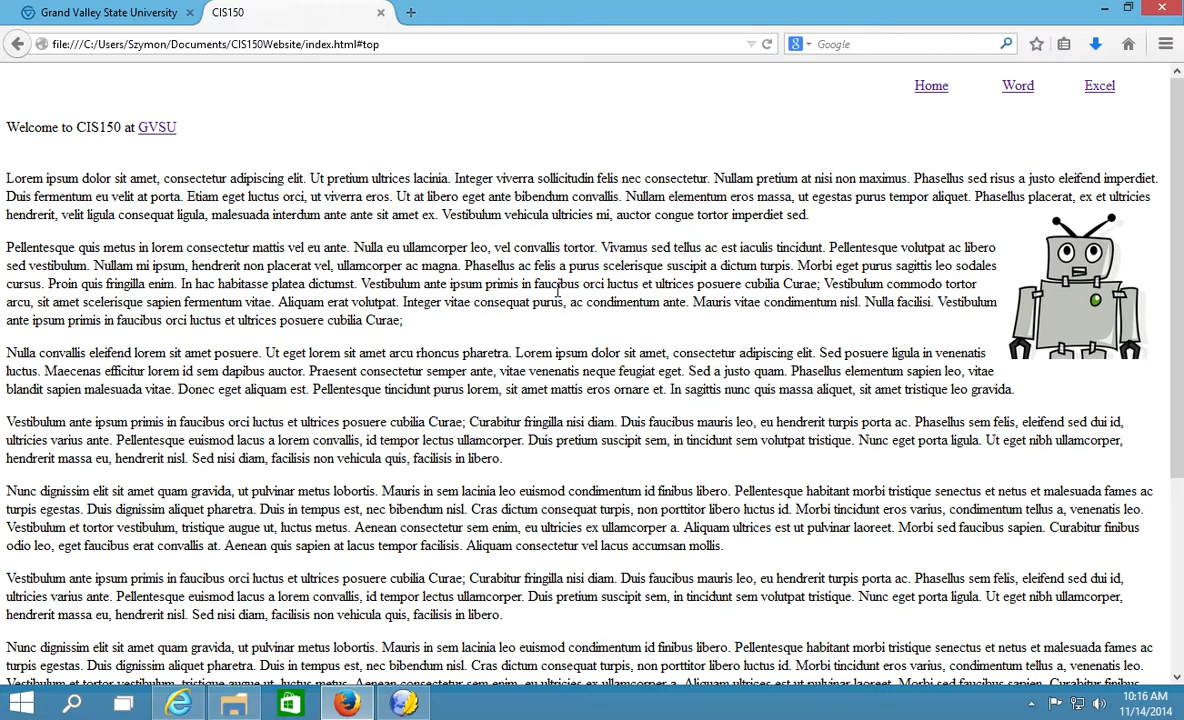 Grand Valley State University
CIS150
file:///C:/Users/Szymon/Documents/CIS150Website/index.html#top
Google
Home Word Excel
Welcome to CIS150 at GVSU
Lorem ipsum dolor sit amet, consectetur adipiscing elit. Ut pretium ultrices lacinia. Integer viverra sollicitudin felis nec consectetur. Nullam pretium at nisi non maximus. Phasellus sed risus a justo eleifend imperdiet.
Duis fermentum eu velit at porta. Etiam eget luctus orci, ut viverra eros. Ut at libero eget ante bibendum convallis. Nullam elementum eros massa, ut egestas purus tempor aliquet. Phasellus placerat, ex et ultricies
hendrerit, velit ligula consequat ligula, malesuada interdum ante ante sit amet ex. Vestibulum vehicula ultricies mi, auctor congue tortor imperdiet sed.
Pellentesque quis metus in lorem consectetur mattis vel eu ante. Nulla eu ullamcorper leo, vel convallis tortor. Vivamus sed tellus ac est iaculis tincidunt. Pellentesque volutpat ac libero
sed vestibulum. Nullam mi ipsum, hendrerit non placerat vel, ullamcorper ac magna. Phasellus ac felis a purus scelerisque suscipit a dictum turpis. Morbi eget purus sagittis leo sodales
cursus. Proin quis fringilla enim. In hac habitasse platea dictumst. Vestibulum ante ipsum primis in faucibus orci luctus et ultrices posuere cubilia Curae; Vestibulum commodo tortor
arcu, sit amet scelerisque sapien fermentum vitae. Aliquam erat volutpat. Integer vitae consequat purus, ac condimentum ante. Mauris vitae condimentum nisl. Nulla facilisi. Vestibulum
ante ipsum primis in faucibus orci luctus et ultrices posuere cubilia Curae;
Nulla convallis eleifend lorem sit amet posuere. Ut eget lorem sit amet arcu rhoncus pharetra. Lorem ipsum dolor sit amet, consectetur adipiscing elit. Sed posuere ligula in venenatis
luctus. Maecenas efficitur lorem id sem dapibus auctor. Praesent consectetur semper ante, vitae venenatis neque feugiat eget. Sed a justo quam. Phasellus elementum sapien leo, vitae
blandit sapien malesuada vitae. Donec eget aliquam est. Pellentesque tincidunt purus lorem, sit amet mattis eros ornare et. In sagittis nunc quis massa aliquet, sit amet tristique leo gravida.
Vestibulum ante ipsum primis in faucibus orci luctus et ultrices posuere cubilia Curae; Curabitur fringilla nisi diam. Duis faucibus mauris leo, eu hendrerit turpis porta ac. Phasellus sem felis, eleifend sed dui id,
ultricies varius ante. Pellentesque euismod lacus a lorem convallis, id tempor lectus ullamcorper. Duis pretium suscipit sem, in tincidunt sem volutpat tristique. Nunc eget porta ligula. Ut eget nibh ullamcorper,
hendrerit massa eu, hendrerit nisl. Sed nisi diam, facilisis non vehicula quis, facilisis in libero.
Nunc dignissim elit sit amet quam gravida, ut pulvinar metus lobortis. Mauris in sem lacinia leo euismod condimentum id finibus libero. Pellentesque habitant morbi tristique senectus et netus et malesuada fames ac
turpis egestas. Duis dignissim aliquet pharetra. Duis in tempus est, nec bibendum nisl. Cras dictum consequat turpis, non porttitor libero luctus id. Morbi tincidunt eros varius, condimentum tellus a, venenatis leo.
Vestibulum et tortor vestibulum, tristique augue ut, luctus metus. Aenean consectetur sem enim, eu ultricies ex ullamcorper a. Aliquam ultrices est ut pulvinar laoreet. Morbi sed faucibus sapien. Curabitur finibus
odio leo, eget faucibus erat convallis at. Aenean quis sapien at lacus tempor facilisis. Aliquam consectetur vel lacus accumsan mollis.
Vestibulum ante ipsum primis in faucibus orci luctus et ultrices posuere cubilia Curae; Curabitur fringilla nisi diam. Duis faucibus mauris leo, eu hendrerit turpis porta ac. Phasellus sem felis, eleifend sed dui id,
ultricies varius ante. Pellentesque euismod lacus a lorem convallis, id tempor lectus ullamcorper. Duis pretium suscipit sem, in tincidunt sem volutpat tristique. Nunc eget porta ligula. Ut eget nibh ullamcorper,
hendrerit massa eu, hendrerit nisl. Sed nisi diam, facilisis non vehicula quis, facilisis in libero.
Nunc dignissim elit sit amet quam gravida, ut pulvinar metus lobortis. Mauris in sem lacinia leo euismod condimentum id finibus libero. Pellentesque habitant morbi tristique senectus et netus et malesuada fames ac
turpis egestas. Duis dignissim aliquet pharetra. Duis in tempus est, nec bibendum nisl. Cras dictum consequat turpis, non porttitor libero luctus id. Morbi tincidunt eros varius, condimentum tellus a, venenatis leo.
10:16 AM
11/14/2014